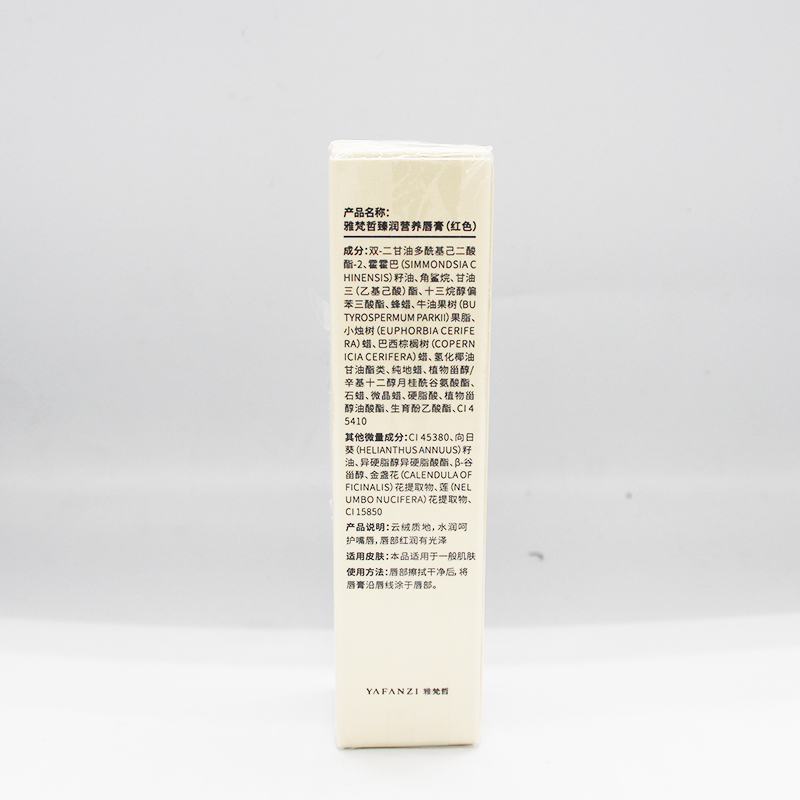 产品名称：
雅梵哲臻润营养唇膏（红色）
成分：双-二甘油多酰基己二酸
酯-2、霍霍巴（SIMMONDSIA C
HINENSIS）籽油、角鲨烷、甘油
三（乙基己酸）酯、十三烷醇偏
苯三酸酯、蜂蜡、牛油果树（BU
TYROSPERMUM PARKII）果脂、
小烛树（EUPHORBIA CERIFE
RA）蜡、巴西棕榈树（COPERN
ICIA CERIFERA）蜡、氢化椰油
甘油酯类、纯地蜡、植物甾醇/
辛基十二醇月桂酰谷氨酸酯、
石蜡、微晶蜡、硬脂酸、植物甾
醇油酸酯、生育酚乙酸酯、CI 4
5410
其他微量成分：CI 45380、向日
葵（HELIANTHUS ANNUUS）籽
油、异硬脂醇异硬脂酸酯、β-谷
甾醇、金盏花（CALENDULA OF
FICINALIS）花提取物、莲（NEL
UMBO NUCIFERA）花提取物、
CI 15850
产品说明：云绒质地，水润呵
护嘴唇，唇部红润有光泽
适用皮肤：本品适用于一般肌肤
使用方法：唇部擦拭干净后，将
唇膏沿唇线涂于唇部。
YAFANZI 雅梵哲